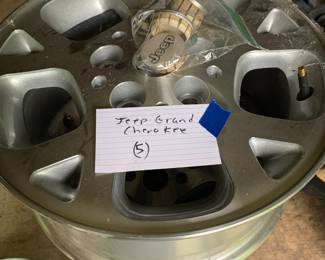 Jeep
Jeep Grand
Cherokee
(5)